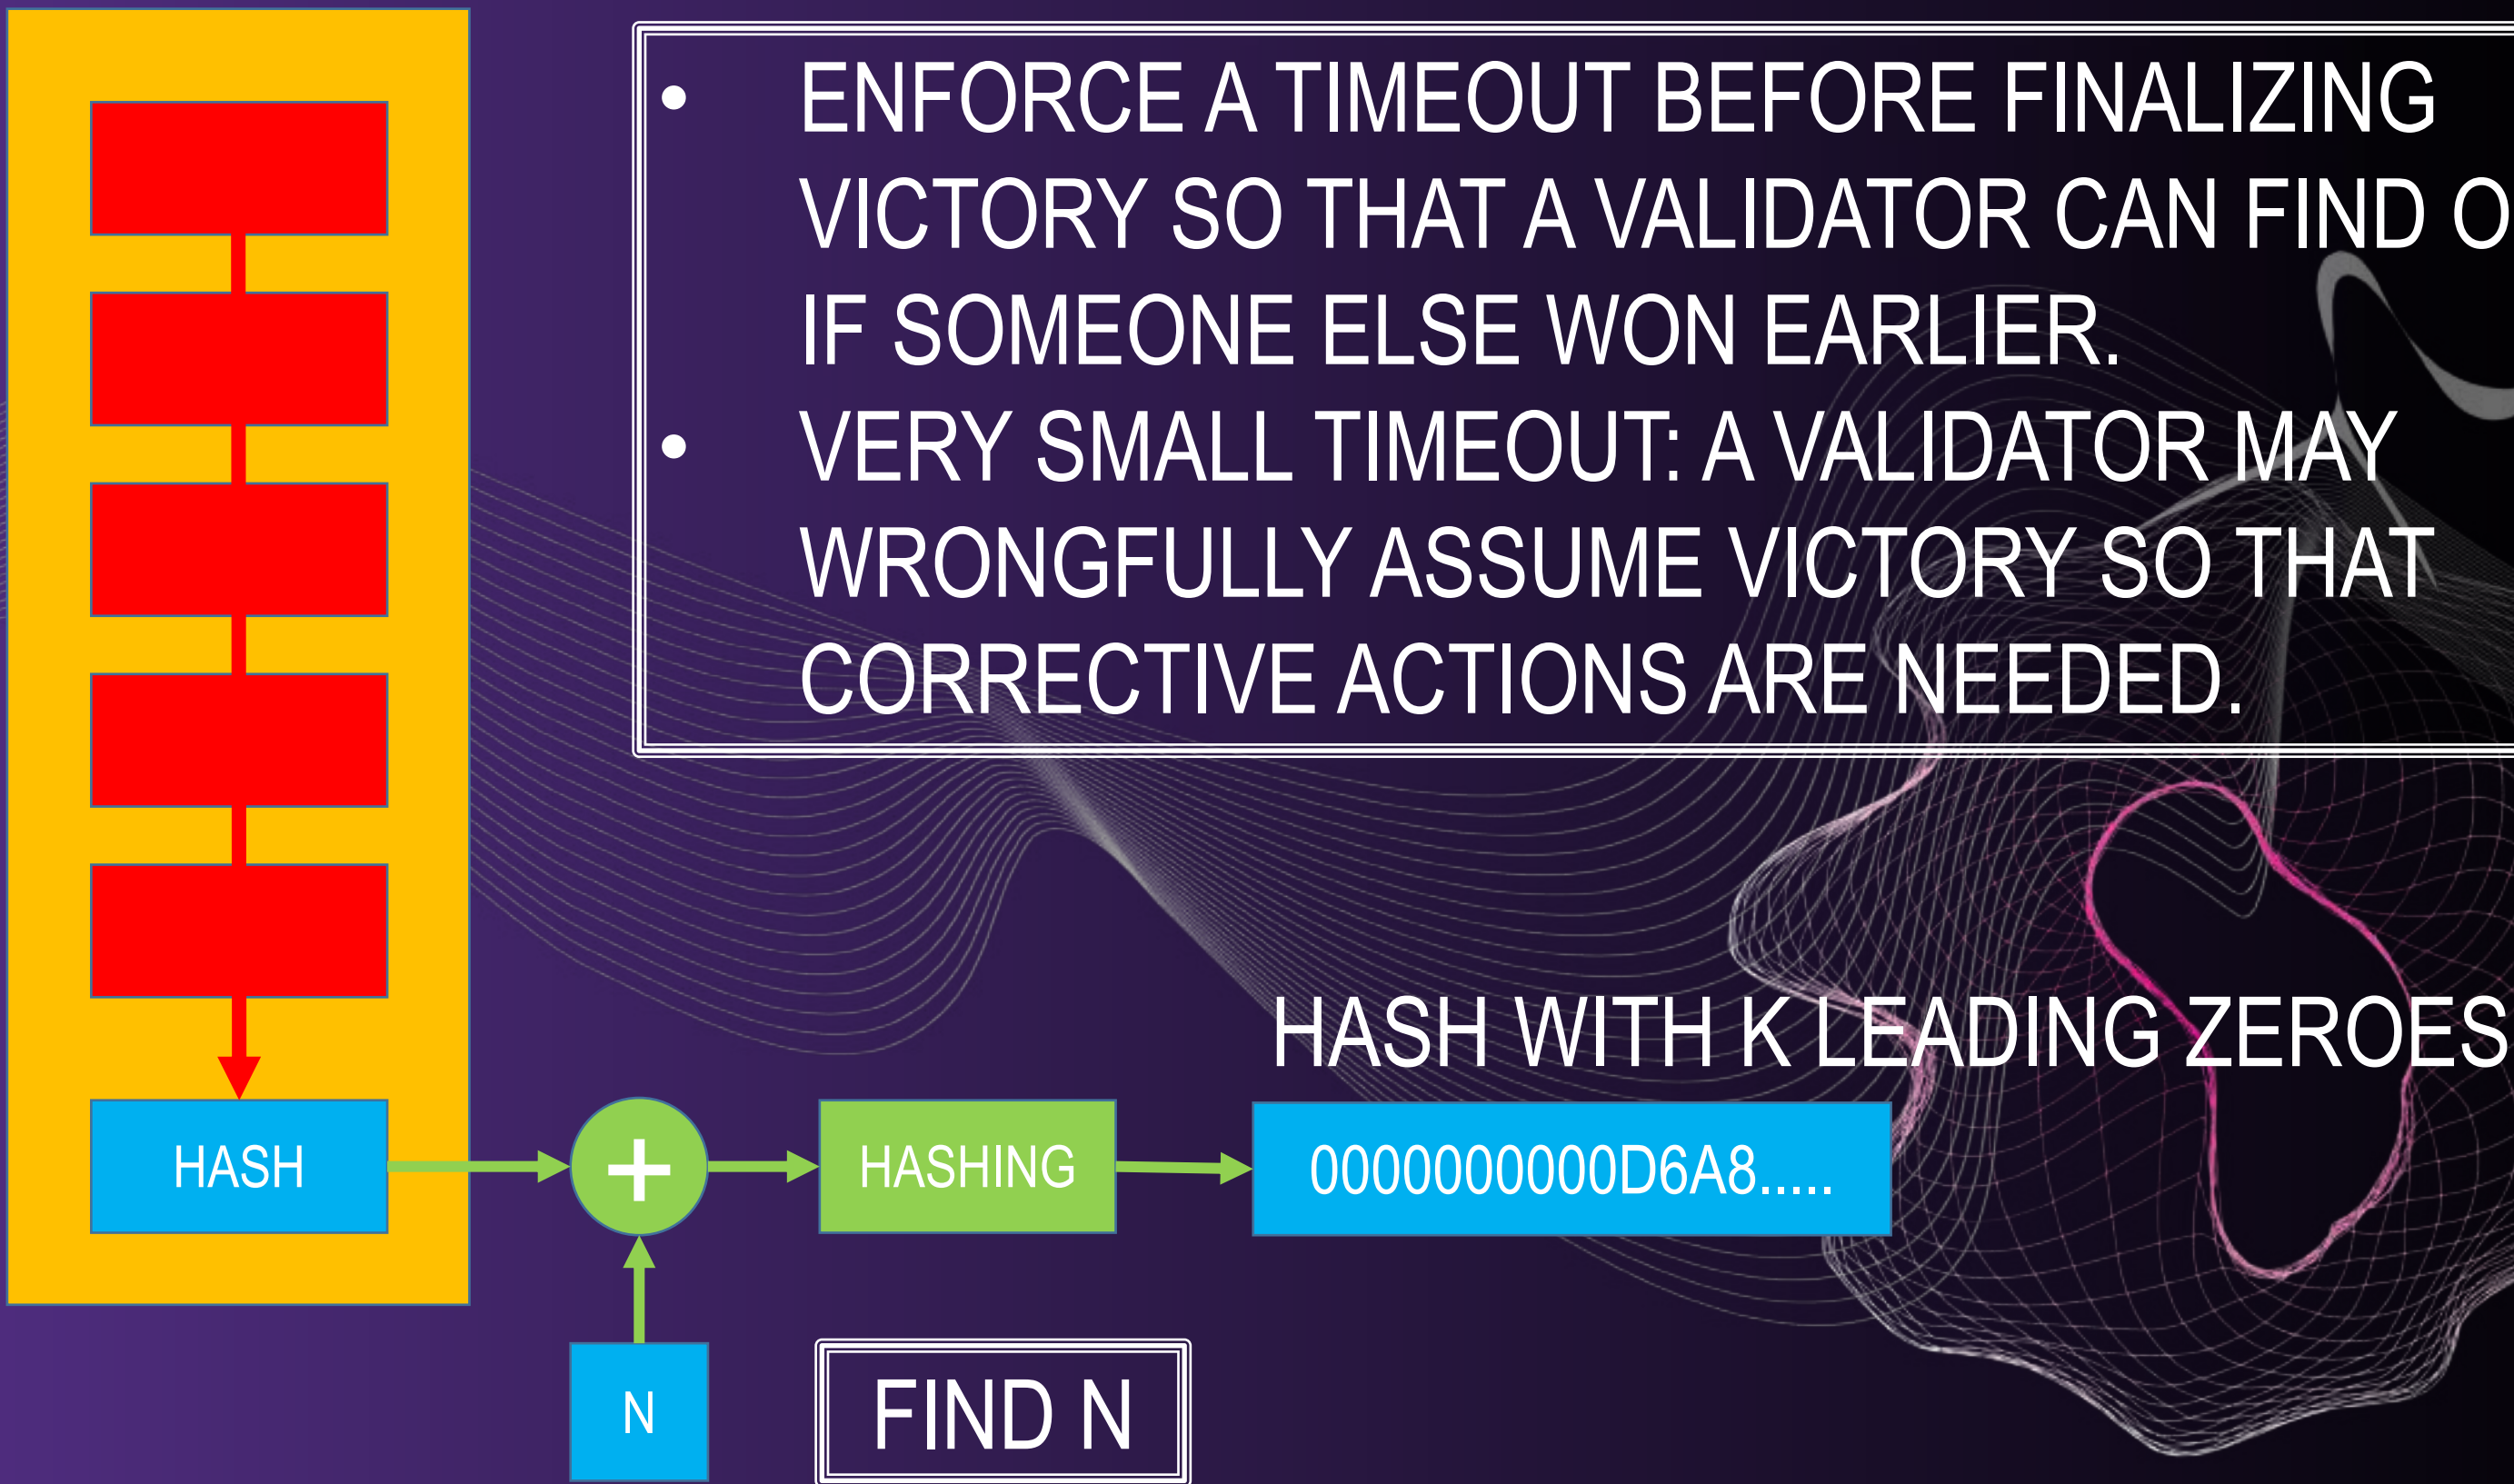 • ENFORCE A TIMEOUT BEFORE FINALIZING
VICTORY SO THAT A VALIDATOR CAN FIND O
IF SOMEONE ELSE WON EARLIER.
• VERY SMALL TIMEOUT: A VALIDATOR MAY
WRONGFULLY ASSUME VICTORY SO THAT
CORRECTIVE ACTIONS ARE NEEDED.
HASH WITH K LEADING ZEROES
HASH
+
HASHING
0000000000D6A8.....
N
FIND N